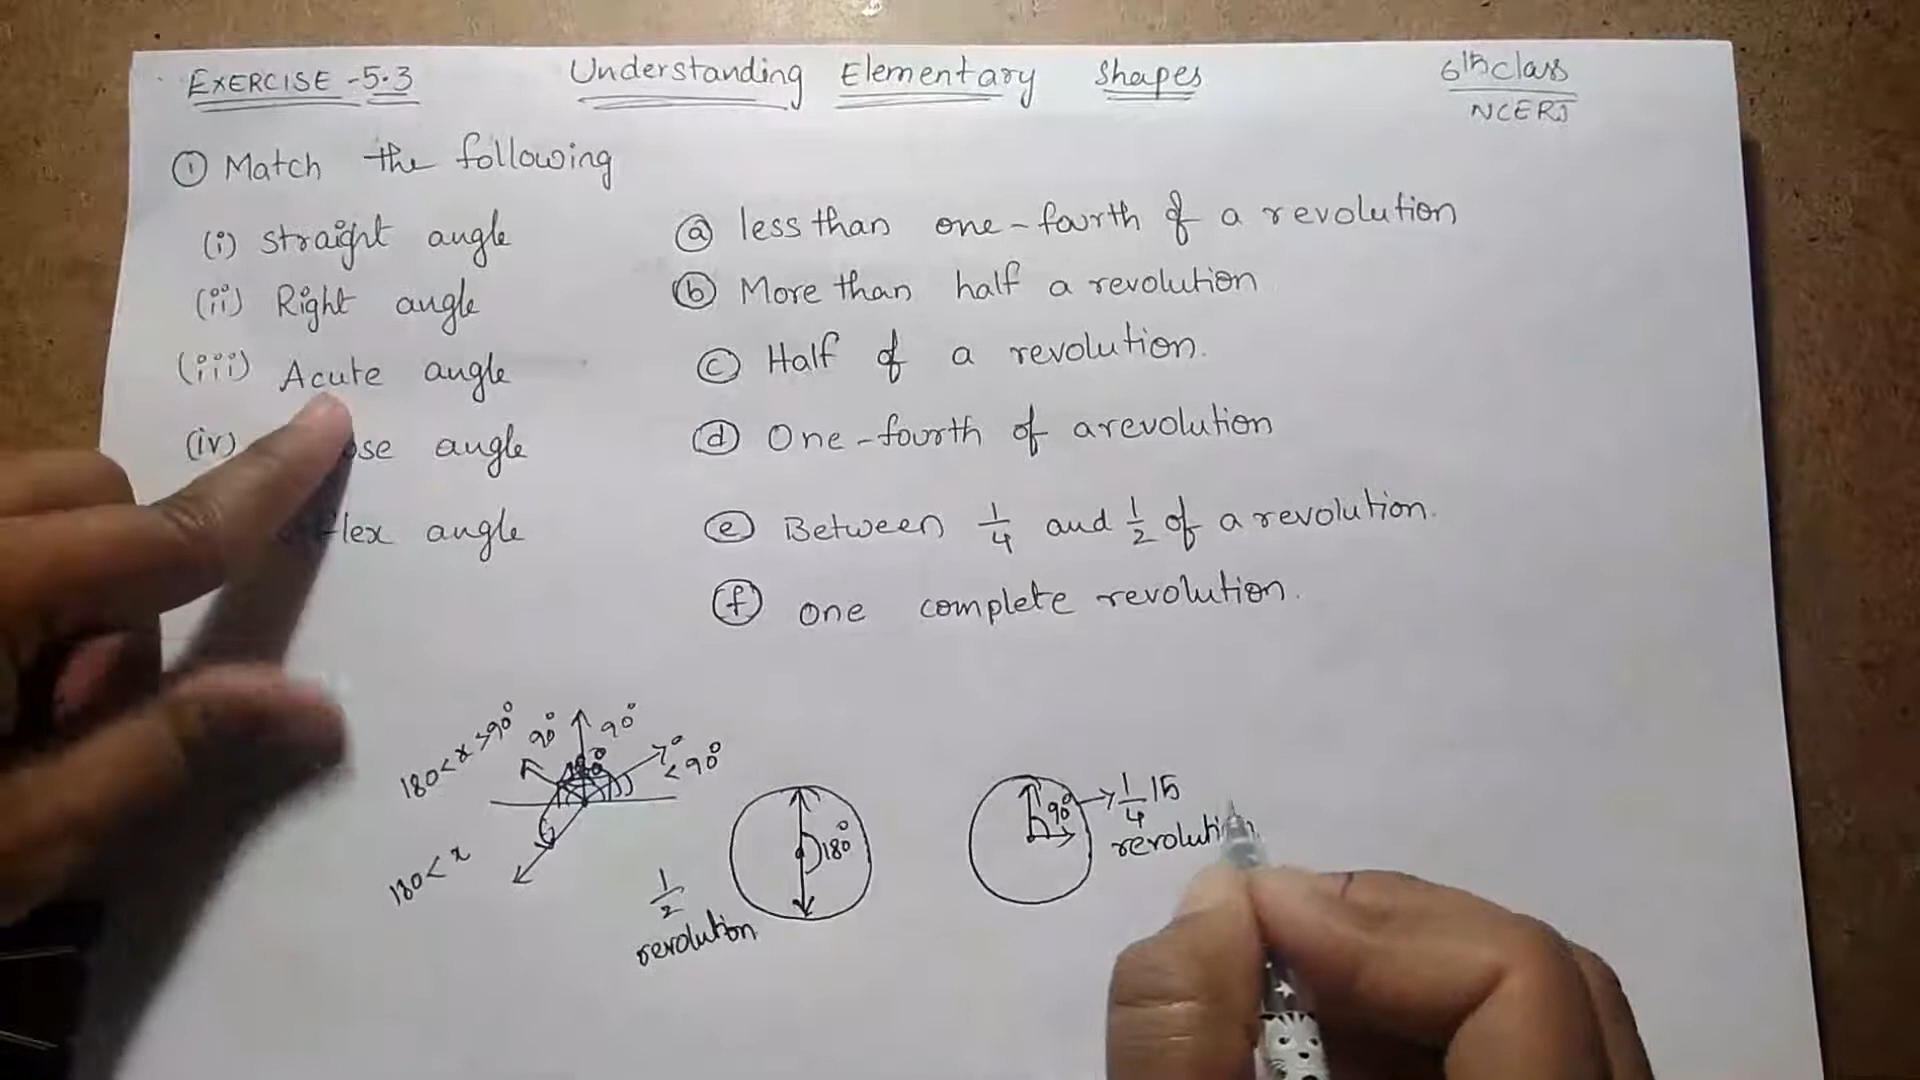 EXERCISE -5.3
Understanding Elementary shapes
6th class
NCERT
① Match the following
(i) straight angle
(ii) Right angle
(iii) Acute angle
(iv) ose angle
flex angle
ⓐ less than one-fourth of a revolution
ⓑ More than half a revolution
ⓒ Half of a revolution.
ⓓ One-fourth of a revolution
ⓔ Between 1/4 and 1/2 of a revolution.
ⓕ one complete revolution.
180<x>90°
90°
90°
<90°
180<x
180°
1/2
revolution
90°
1/4 is
revolution